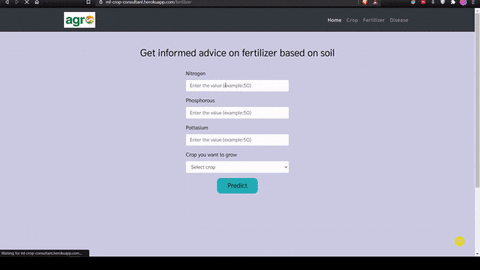 ml-crop-consultant.herokuapp.com/fertilizer
agro
Home Crop Fertilizer Disease
Get informed advice on fertilizer based on soil
Nitrogen
Enter the value (example:50)
Phosphorous
Enter the value (example:50)
Pottasium
Enter the value (example:50)
Crop you want to grow
Select crop
Predict
Waiting for ml-crop-consultant.herokuapp.com...